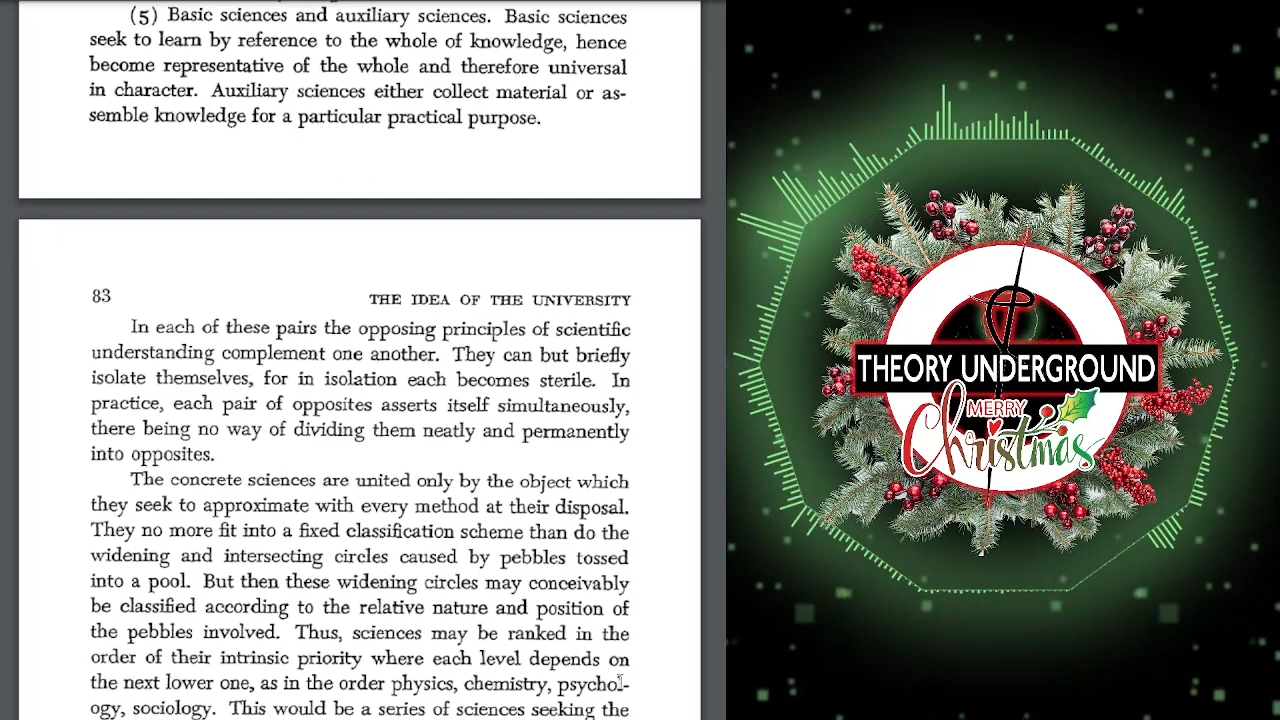 (5) Basic sciences and auxiliary sciences. Basic sciences
seek to learn by reference to the whole of knowledge, hence
become representative of the whole and therefore universal
in character. Auxiliary sciences either collect material or as-
semble knowledge for a particular practical purpose.
83
THE IDEA OF THE UNIVERSITY
In each of these pairs the opposing principles of scientific
understanding complement one another. They can but briefly
isolate themselves, for in isolation each becomes sterile. In
practice, each pair of opposites asserts itself simultaneously,
there being no way of dividing them neatly and permanently
into opposites.
The concrete sciences are united only by the object which
they seek to approximate with every method at their disposal.
They no more fit into a fixed classification scheme than do the
widening and intersecting circles caused by pebbles tossed
into a pool. But then these widening circles may conceivably
be classified according to the relative nature and position of
the pebbles involved. Thus, sciences may be ranked in the
order of their intrinsic priority where each level depends on
the next lower one, as in the order physics, chemistry, psychol-
ogy, sociology. This would be a series of sciences seeking the
THEORY UNDERGROUND
MERRY
Christmas